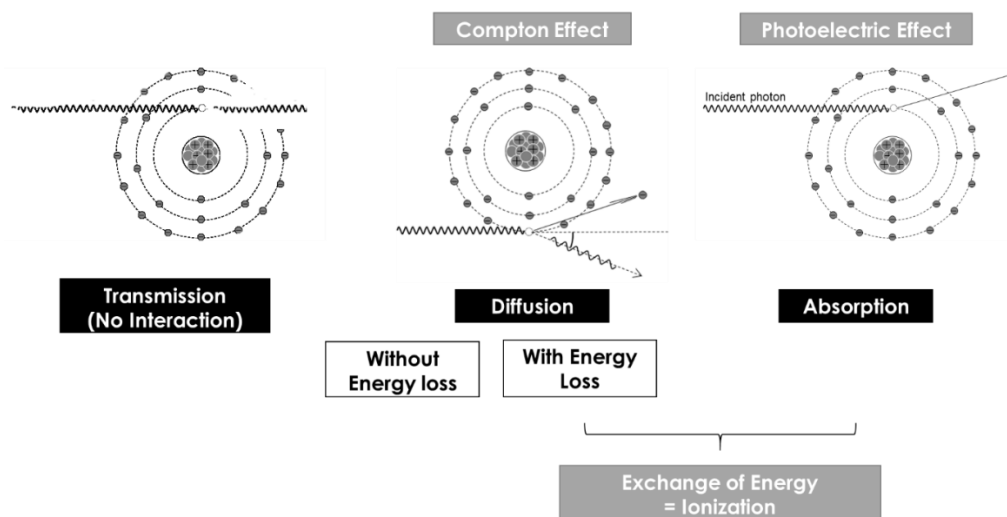 Compton Effect
Photoelectric Effect
Incident photon
Transmission
(No Interaction)
Diffusion
Absorption
Without
Energy loss
With Energy
Loss
Exchange of Energy
= Ionization